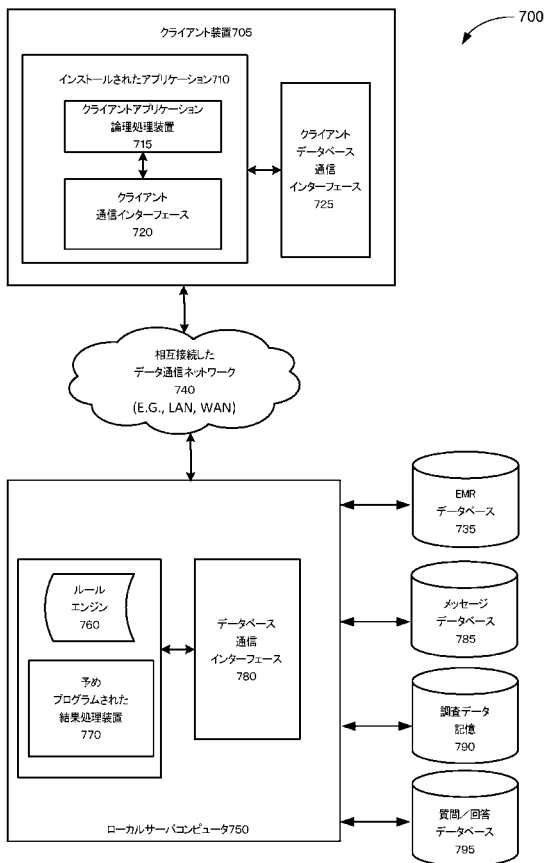 700
クライアント装置705
インストールされたアプリケーション710
クライアントアプリケーション
論理処理装置
715
クライアント
通信インターフェース
720
クライアント
データベース
通信
インターフェース
725
相互接続した
データ通信ネットワーク
740
(E.G., LAN, WAN)
ルール
エンジン
760
予め
プログラムされた
結果処理装置
770
データベース
通信
インターフェース
780
ローカルサーバコンピュータ750
EMR
データベース
735
メッセージ
データベース
785
調査データ
記憶
790
質問/回答
データベース
795